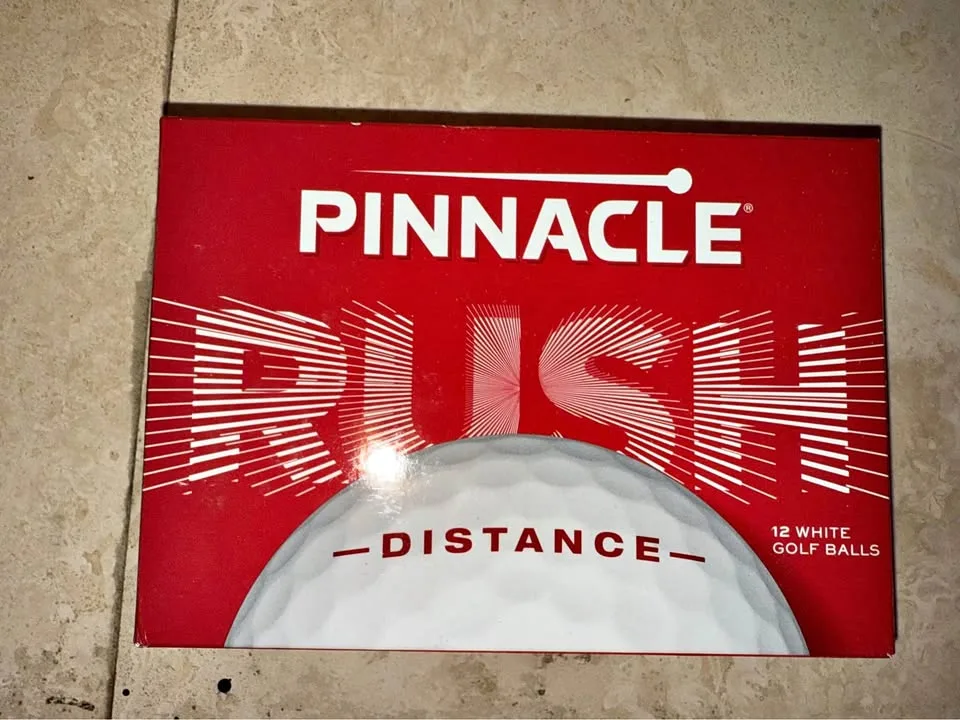 PINNACLE®
RUSH
—DISTANCE—
12 WHITE
GOLF BALLS